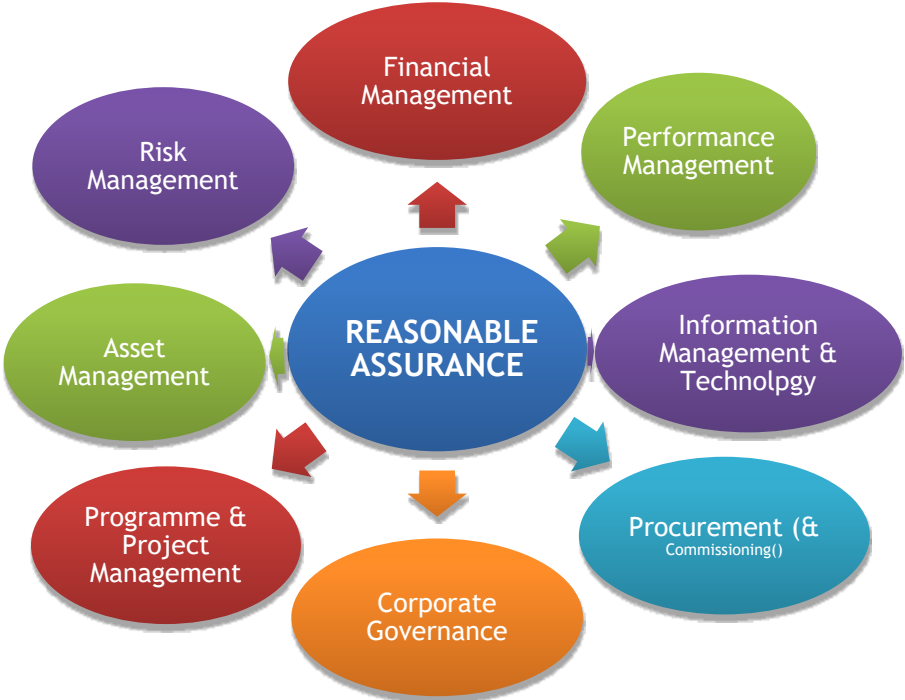 Financial
Management
Performance
Management
Risk
Management
REASONABLE
ASSURANCE
Information
Management &
Technolpgy
Asset
Management
Programme &
Project
Management
Procurement (&
Commissioning()
Corporate
Governance